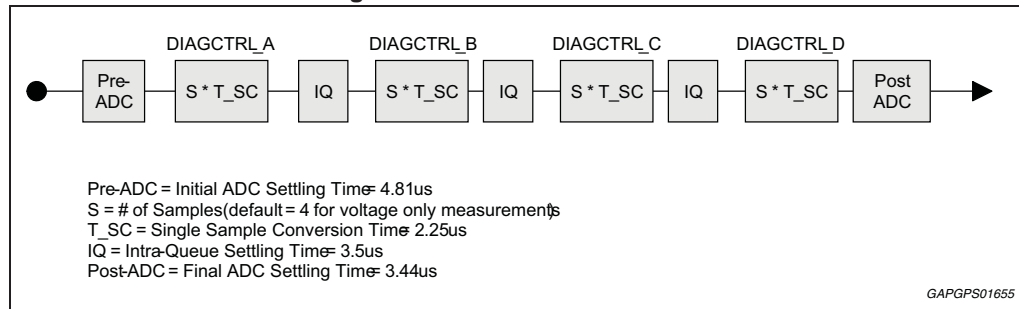 DIAGCTRL_A DIAGCTRL_B DIAGCTRL_C DIAGCTRL_D
Pre-
ADC
S * T_SC
IQ
S * T_SC
IQ
S * T_SC
IQ
S * T_SC
Post
ADC
Pre-ADC = Initial ADC Settling Time= 4.81us
S = # of Samples(default = 4 for voltage only measurements)
T_SC = Single Sample Conversion Time= 2.25us
IQ = Intra-Queue Settling Time= 3.5us
Post-ADC = Final ADC Settling Time= 3.44us
GAPGPS01655